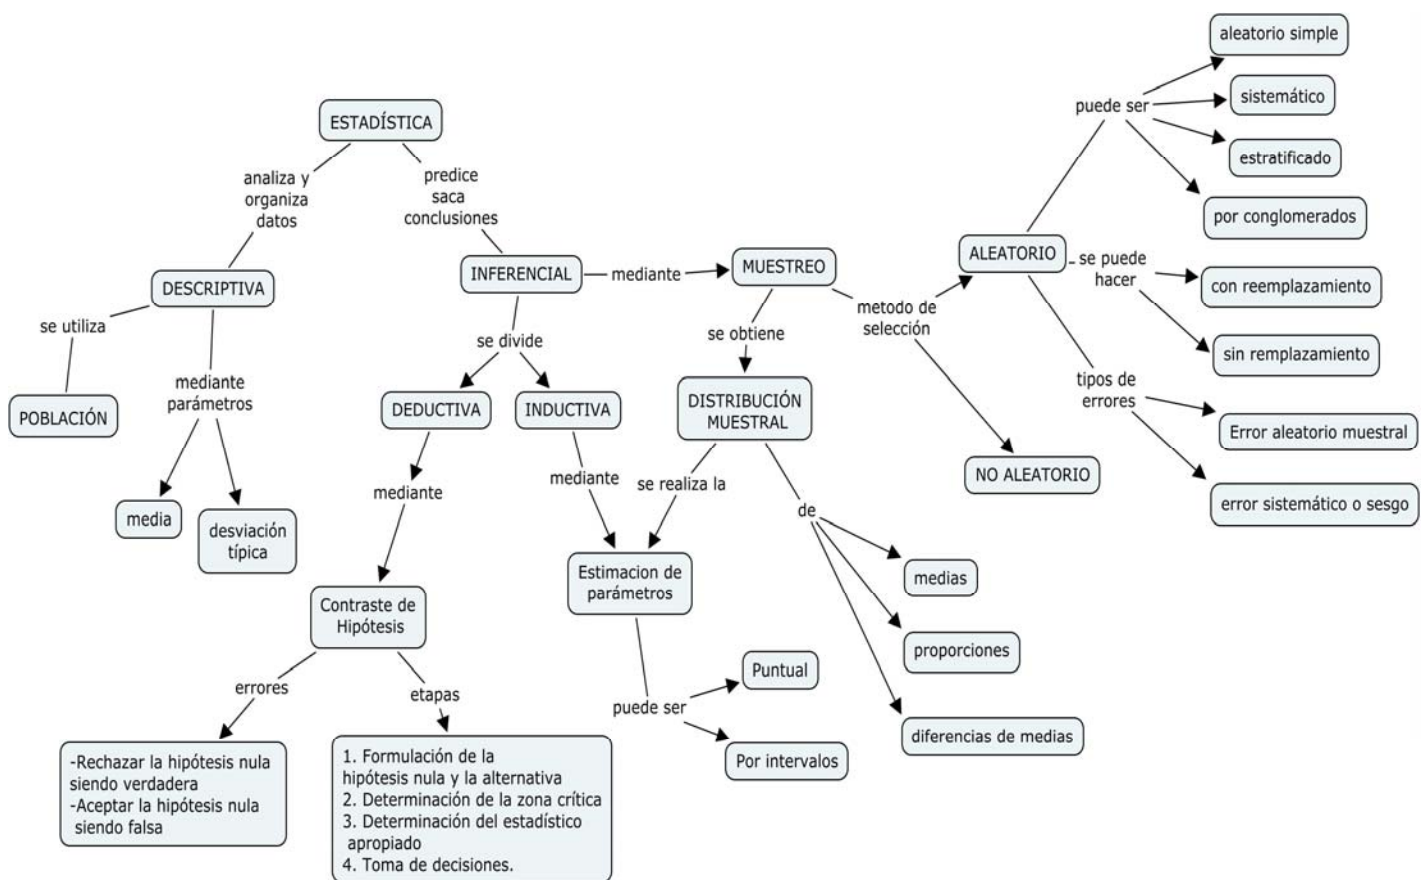 ESTADÍSTICA
analiza y
organiza
datos
predice
saca
conclusiones
DESCRIPTIVA
se utiliza
POBLACIÓN
mediante
parámetros
media
desviación
típica
INFERENCIAL
se divide
DEDUCTIVA
INDUCTIVA
mediante
Contraste de
Hipótesis
errores
-Rechazar la hipótesis nula
siendo verdadera
-Aceptar la hipótesis nula
siendo falsa
etapas
1. Formulación de la
hipótesis nula y la alternativa
2. Determinación de la zona crítica
3. Determinación del estadístico
apropiado
4. Toma de decisiones.
mediante
Estimacion de
parámetros
puede ser
Puntual
Por intervalos
mediante
MUESTREO
se obtiene
DISTRIBUCIÓN
MUESTRAL
se realiza la
de
medias
proporciones
diferencias de medias
metodo de
selección
ALEATORIO
NO ALEATORIO
puede ser
aleatorio simple
sistemático
estratificado
por conglomerados
se puede
hacer
con reemplazamiento
sin remplazamiento
tipos de
errores
Error aleatorio muestral
error sistemático o sesgo